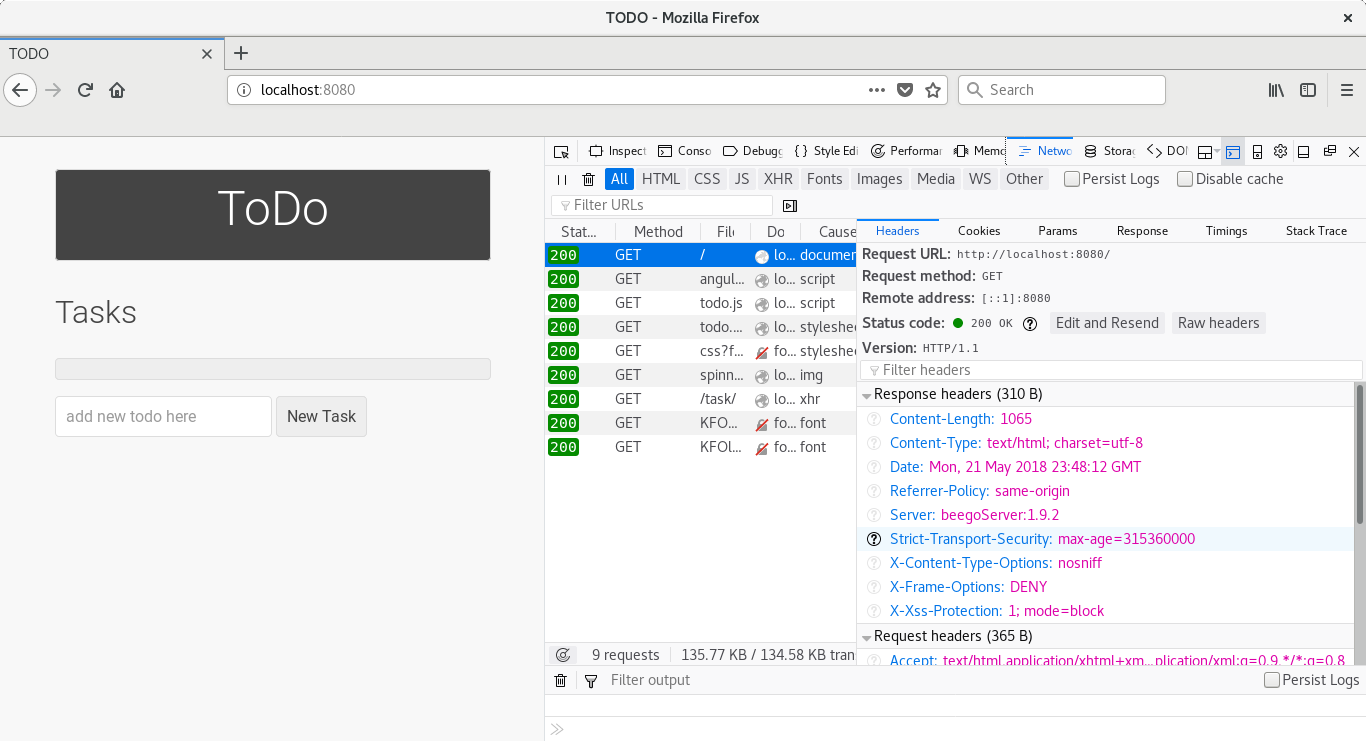 TODO - Mozilla Firefox
TODO
localhost:8080
Search
ToDo
Tasks
add new todo here
New Task
Inspect Conso Debugg { } Style Edi Performar Memo Netwo Storag DOM
All HTML CSS JS XHR Fonts Images Media WS Other Persist Logs Disable cache
Filter URLs
Stat... Method File Do Cause
200 GET / lo... documen
200 GET angul... lo... script
200 GET todo.js lo... script
200 GET todo.... lo... styleshe
200 GET css?f... fo... styleshe
200 GET spinn... lo... img
200 GET /task/ lo... xhr
200 GET KFO... fo... font
200 GET KFOl... fo... font
9 requests 135.77 KB / 134.58 KB tran
Headers Cookies Params Response Timings Stack Trace
Request URL: http://localhost:8080/
Request method: GET
Remote address: [::1]:8080
Status code: 200 OK Edit and Resend Raw headers
Version: HTTP/1.1
Filter headers
Response headers (310 B)
Content-Length: 1065
Content-Type: text/html; charset=utf-8
Date: Mon, 21 May 2018 23:48:12 GMT
Referrer-Policy: same-origin
Server: beegoServer:1.9.2
Strict-Transport-Security: max-age=315360000
X-Content-Type-Options: nosniff
X-Frame-Options: DENY
X-Xss-Protection: 1; mode=block
Request headers (365 B)
Accept: text/html,application/xhtml+xm...plication/xml;q=0.9,*/*;q=0.8
Filter output Persist Logs